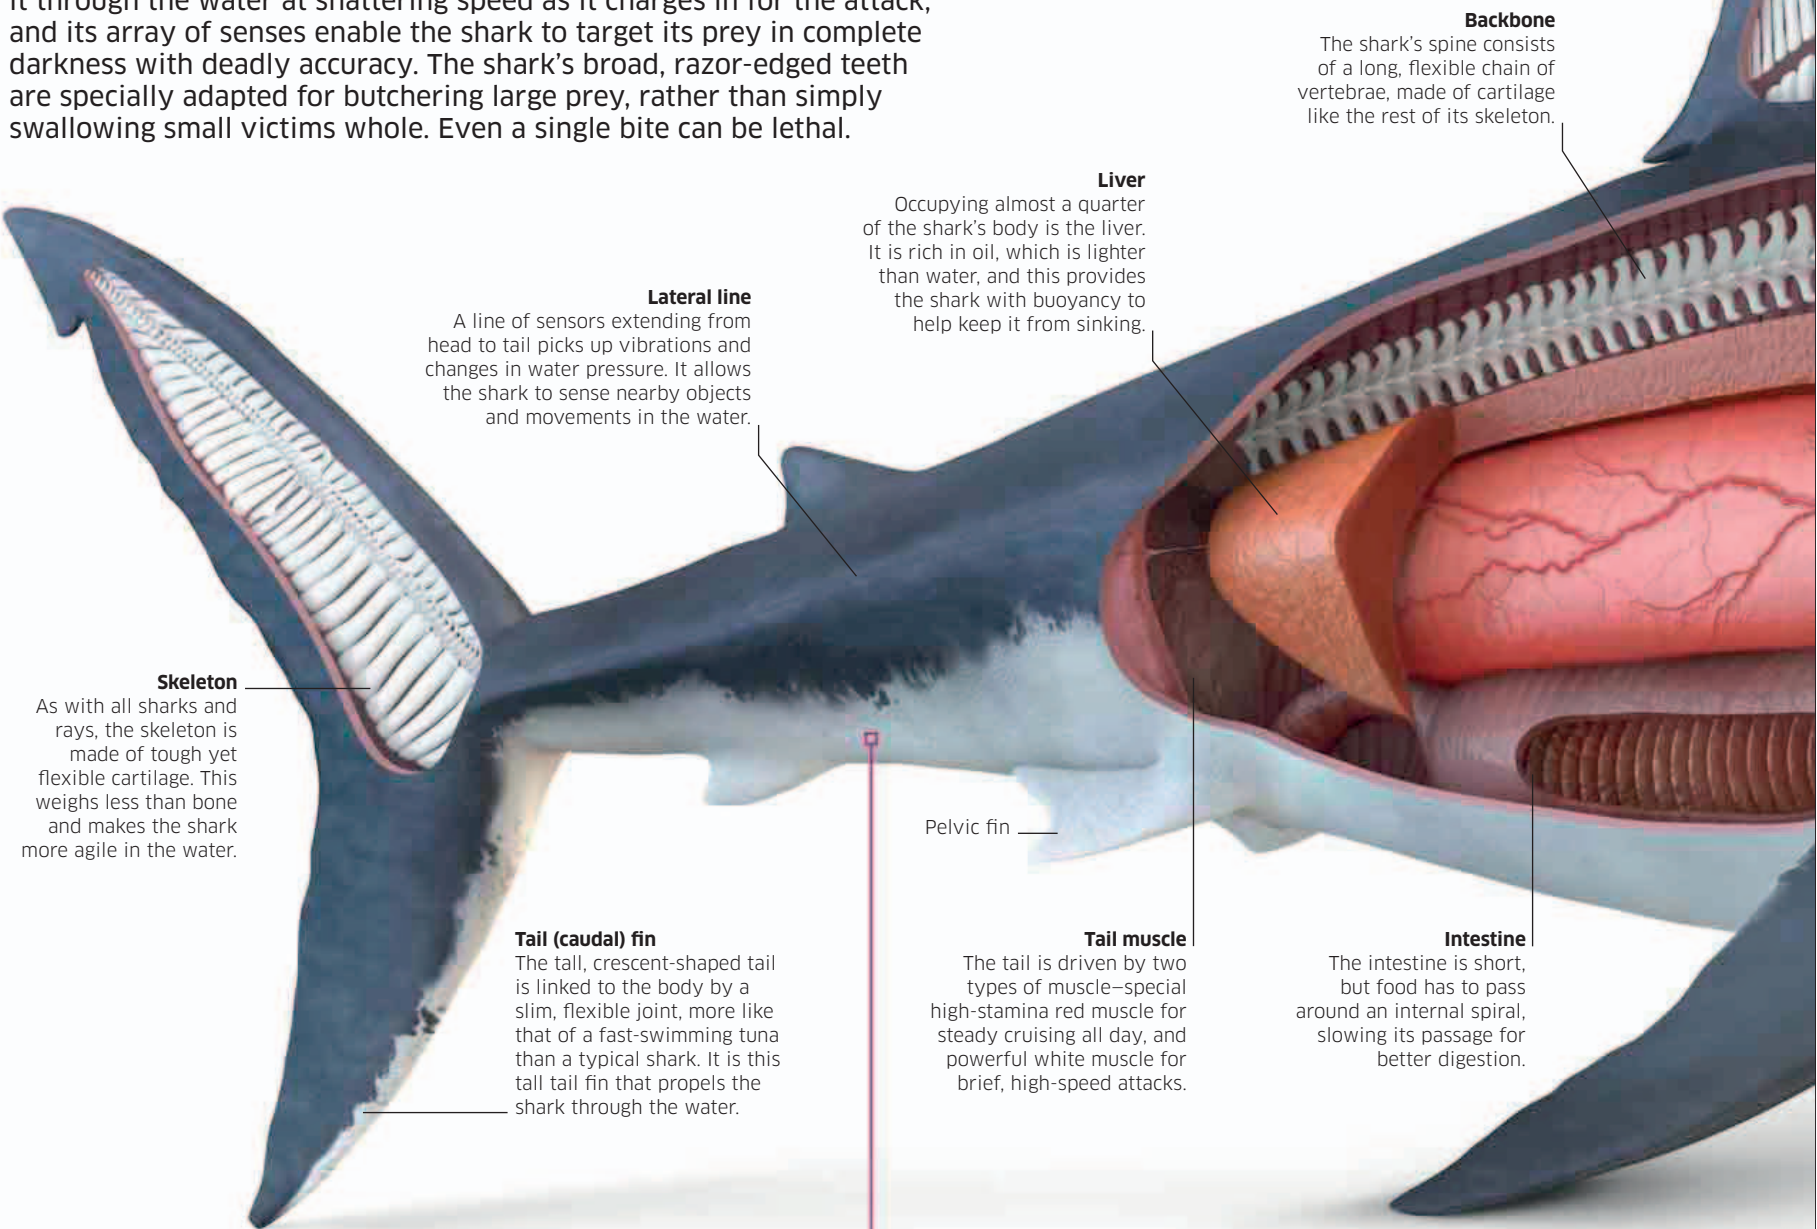 it through the water at shattering speed as it charges in for the attack,
and its array of senses enable the shark to target its prey in complete
darkness with deadly accuracy. The shark's broad, razor-edged teeth
are specially adapted for butchering large prey, rather than simply
swallowing small victims whole. Even a single bite can be lethal.
Backbone
The shark's spine consists
of a long, flexible chain of
vertebrae, made of cartilage
like the rest of its skeleton.
Liver
Occupying almost a quarter
of the shark's body is the liver.
It is rich in oil, which is lighter
than water, and this provides
the shark with buoyancy to
help keep it from sinking.
Lateral line
A line of sensors extending from
head to tail picks up vibrations and
changes in water pressure. It allows
the shark to sense nearby objects
and movements in the water.
Skeleton
As with all sharks and
rays, the skeleton is
made of tough yet
flexible cartilage. This
weighs less than bone
and makes the shark
more agile in the water.
Pelvic fin
Tail (caudal) fin
The tall, crescent-shaped tail
is linked to the body by a
slim, flexible joint, more like
that of a fast-swimming tuna
than a typical shark. It is this
tall tail fin that propels the
shark through the water.
Tail muscle
The tail is driven by two
types of muscle—special
high-stamina red muscle for
steady cruising all day, and
powerful white muscle for
brief, high-speed attacks.
Intestine
The intestine is short,
but food has to pass
around an internal spiral,
slowing its passage for
better digestion.